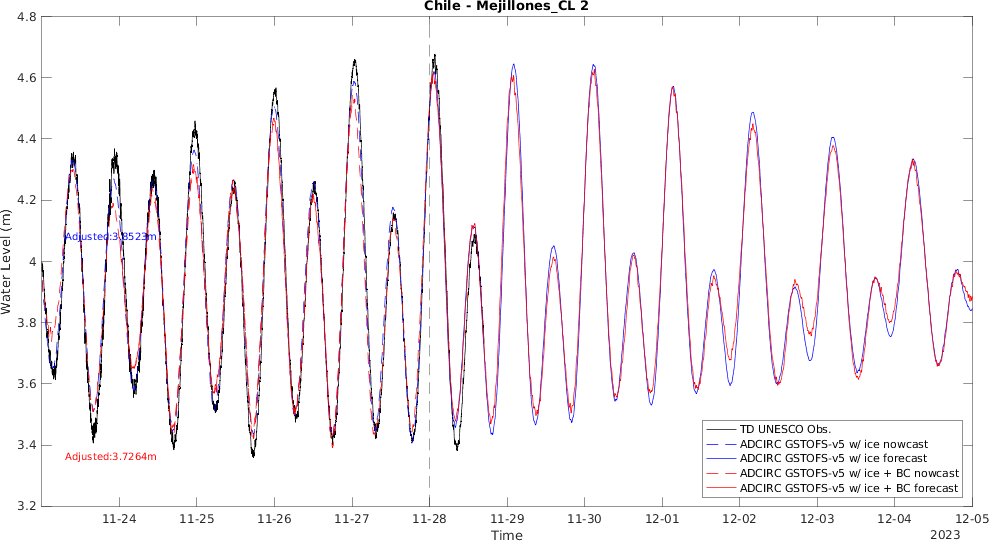 Chile - Mejillones_CL 2
4.8
4.6
4.4
4.2
4
3.8
3.6
3.4
3.2
Water Level (m)
Adjusted:3.8523m
Adjusted:3.7264m
TD UNESCO Obs.
ADCIRC GSTOFS-v5 w/ ice nowcast
ADCIRC GSTOFS-v5 w/ ice forecast
ADCIRC GSTOFS-v5 w/ ice + BC nowcast
ADCIRC GSTOFS-v5 w/ ice + BC forecast
11-24 11-25 11-26 11-27 11-28 11-29 11-30 12-01 12-02 12-03 12-04 12-05
Time
2023